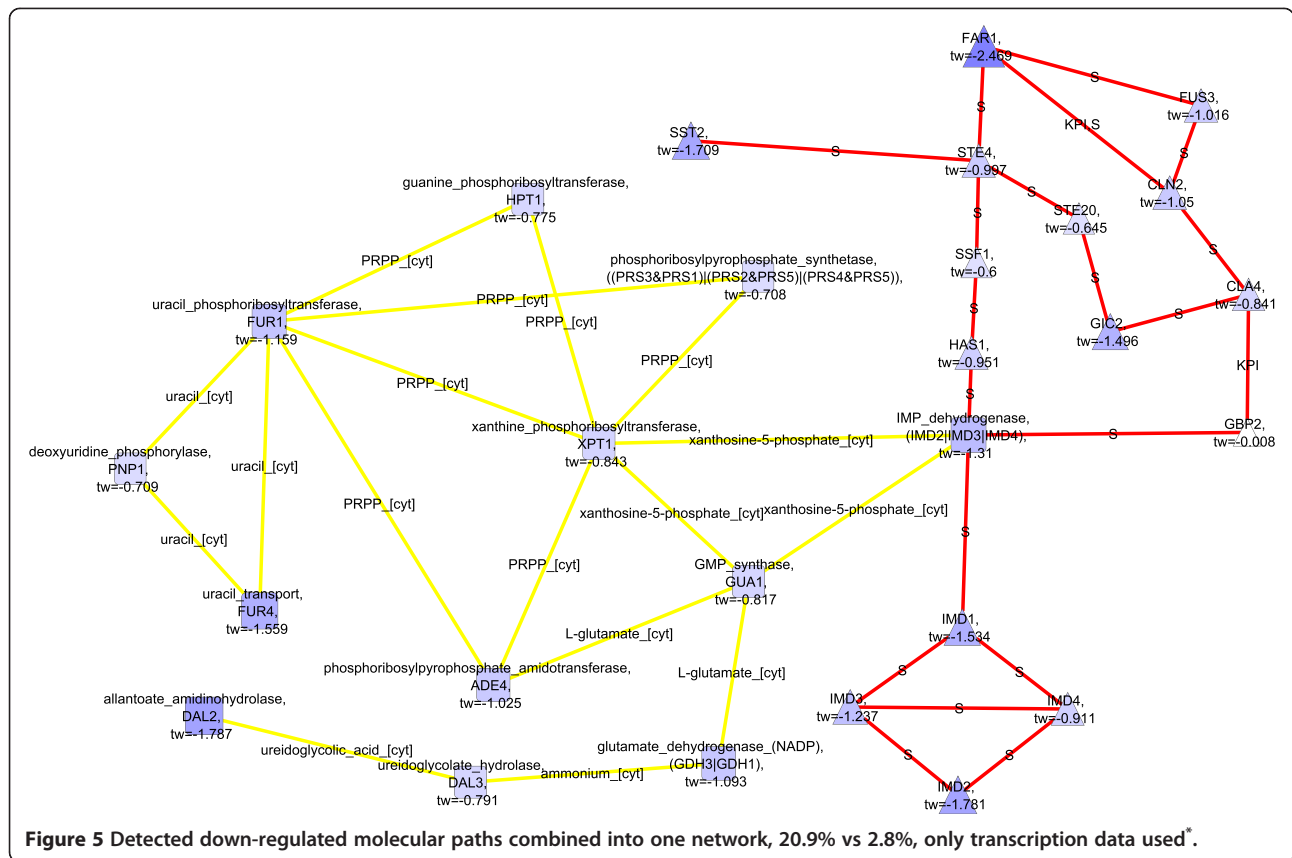 FAR1,
tw=-2.469
S
FUS3,
tw=-1.016
S
KPI,S
SST2,
tw=-1.709
S
STE4,
tw=-0.997
S
CLN2,
tw=-1.05
guanine_phosphoribosyltransferase,
HPT1,
tw=-0.775
S
STE20,
tw=-0.645
S
S
phosphoribosylpyrophosphate_synthetase,
((PRS3&PRS1)|(PRS2&PRS5)|(PRS4&PRS5)),
tw=-0.708
SSF1,
tw=-0.6
PRPP_[cyt]
S
CLA4,
tw=-0.841
uracil_phosphoribosyltransferase,
FUR1,
tw=-1.159
PRPP_[cyt]
PRPP_[cyt]
S
S
GIC2,
tw=-1.496
HAS1,
tw=-0.951
PRPP_[cyt]
KPI
PRPP_[cyt]
uracil_[cyt]
S
xanthine_phosphoribosyltransferase,
XPT1,
tw=-0.843
xanthosine-5-phosphate_[cyt]
IMP_dehydrogenase,
(IMD2||IMD3|IMD4),
tw=-1.31
S
GBP2,
tw=-0.008
deoxyuridine_phosphorylase,
PNP1,
tw=-0.709
uracil_[cyt]
PRPP_[cyt]
xanthosine-5-phosphate_[cyt]
xanthosine-5-phosphate_[cyt]
S
uracil_[cyt]
PRPP_[cyt]
GMP_synthase,
GUA1,
tw=-0.817
uracil_transport,
FUR4,
tw=-1.559
L-glutamate_[cyt]
IMD1,
tw=-1.534
phosphoribosylpyrophosphate_amidotransferase,
ADE4,
tw=-1.025
L-glutamate_[cyt]
S
S
allantoate_amidinohydrolase,
DAL2,
tw=-1.787
IMD3,
tw=-1.237
S
IMD4,
tw=-0.911
ureidoglycolic_acid_[cyt]
ureidoglycolate_hydrolase,
DAL3,
tw=-0.791
ammonium_[cyt]
glutamate_dehydrogenase_(NADP),
(GDH3|GDH1),
tw=-1.093
S
S
IMD2,
tw=-1.781
Figure 5 Detected down-regulated molecular paths combined into one network, 20.9% vs 2.8%, only transcription data used*.